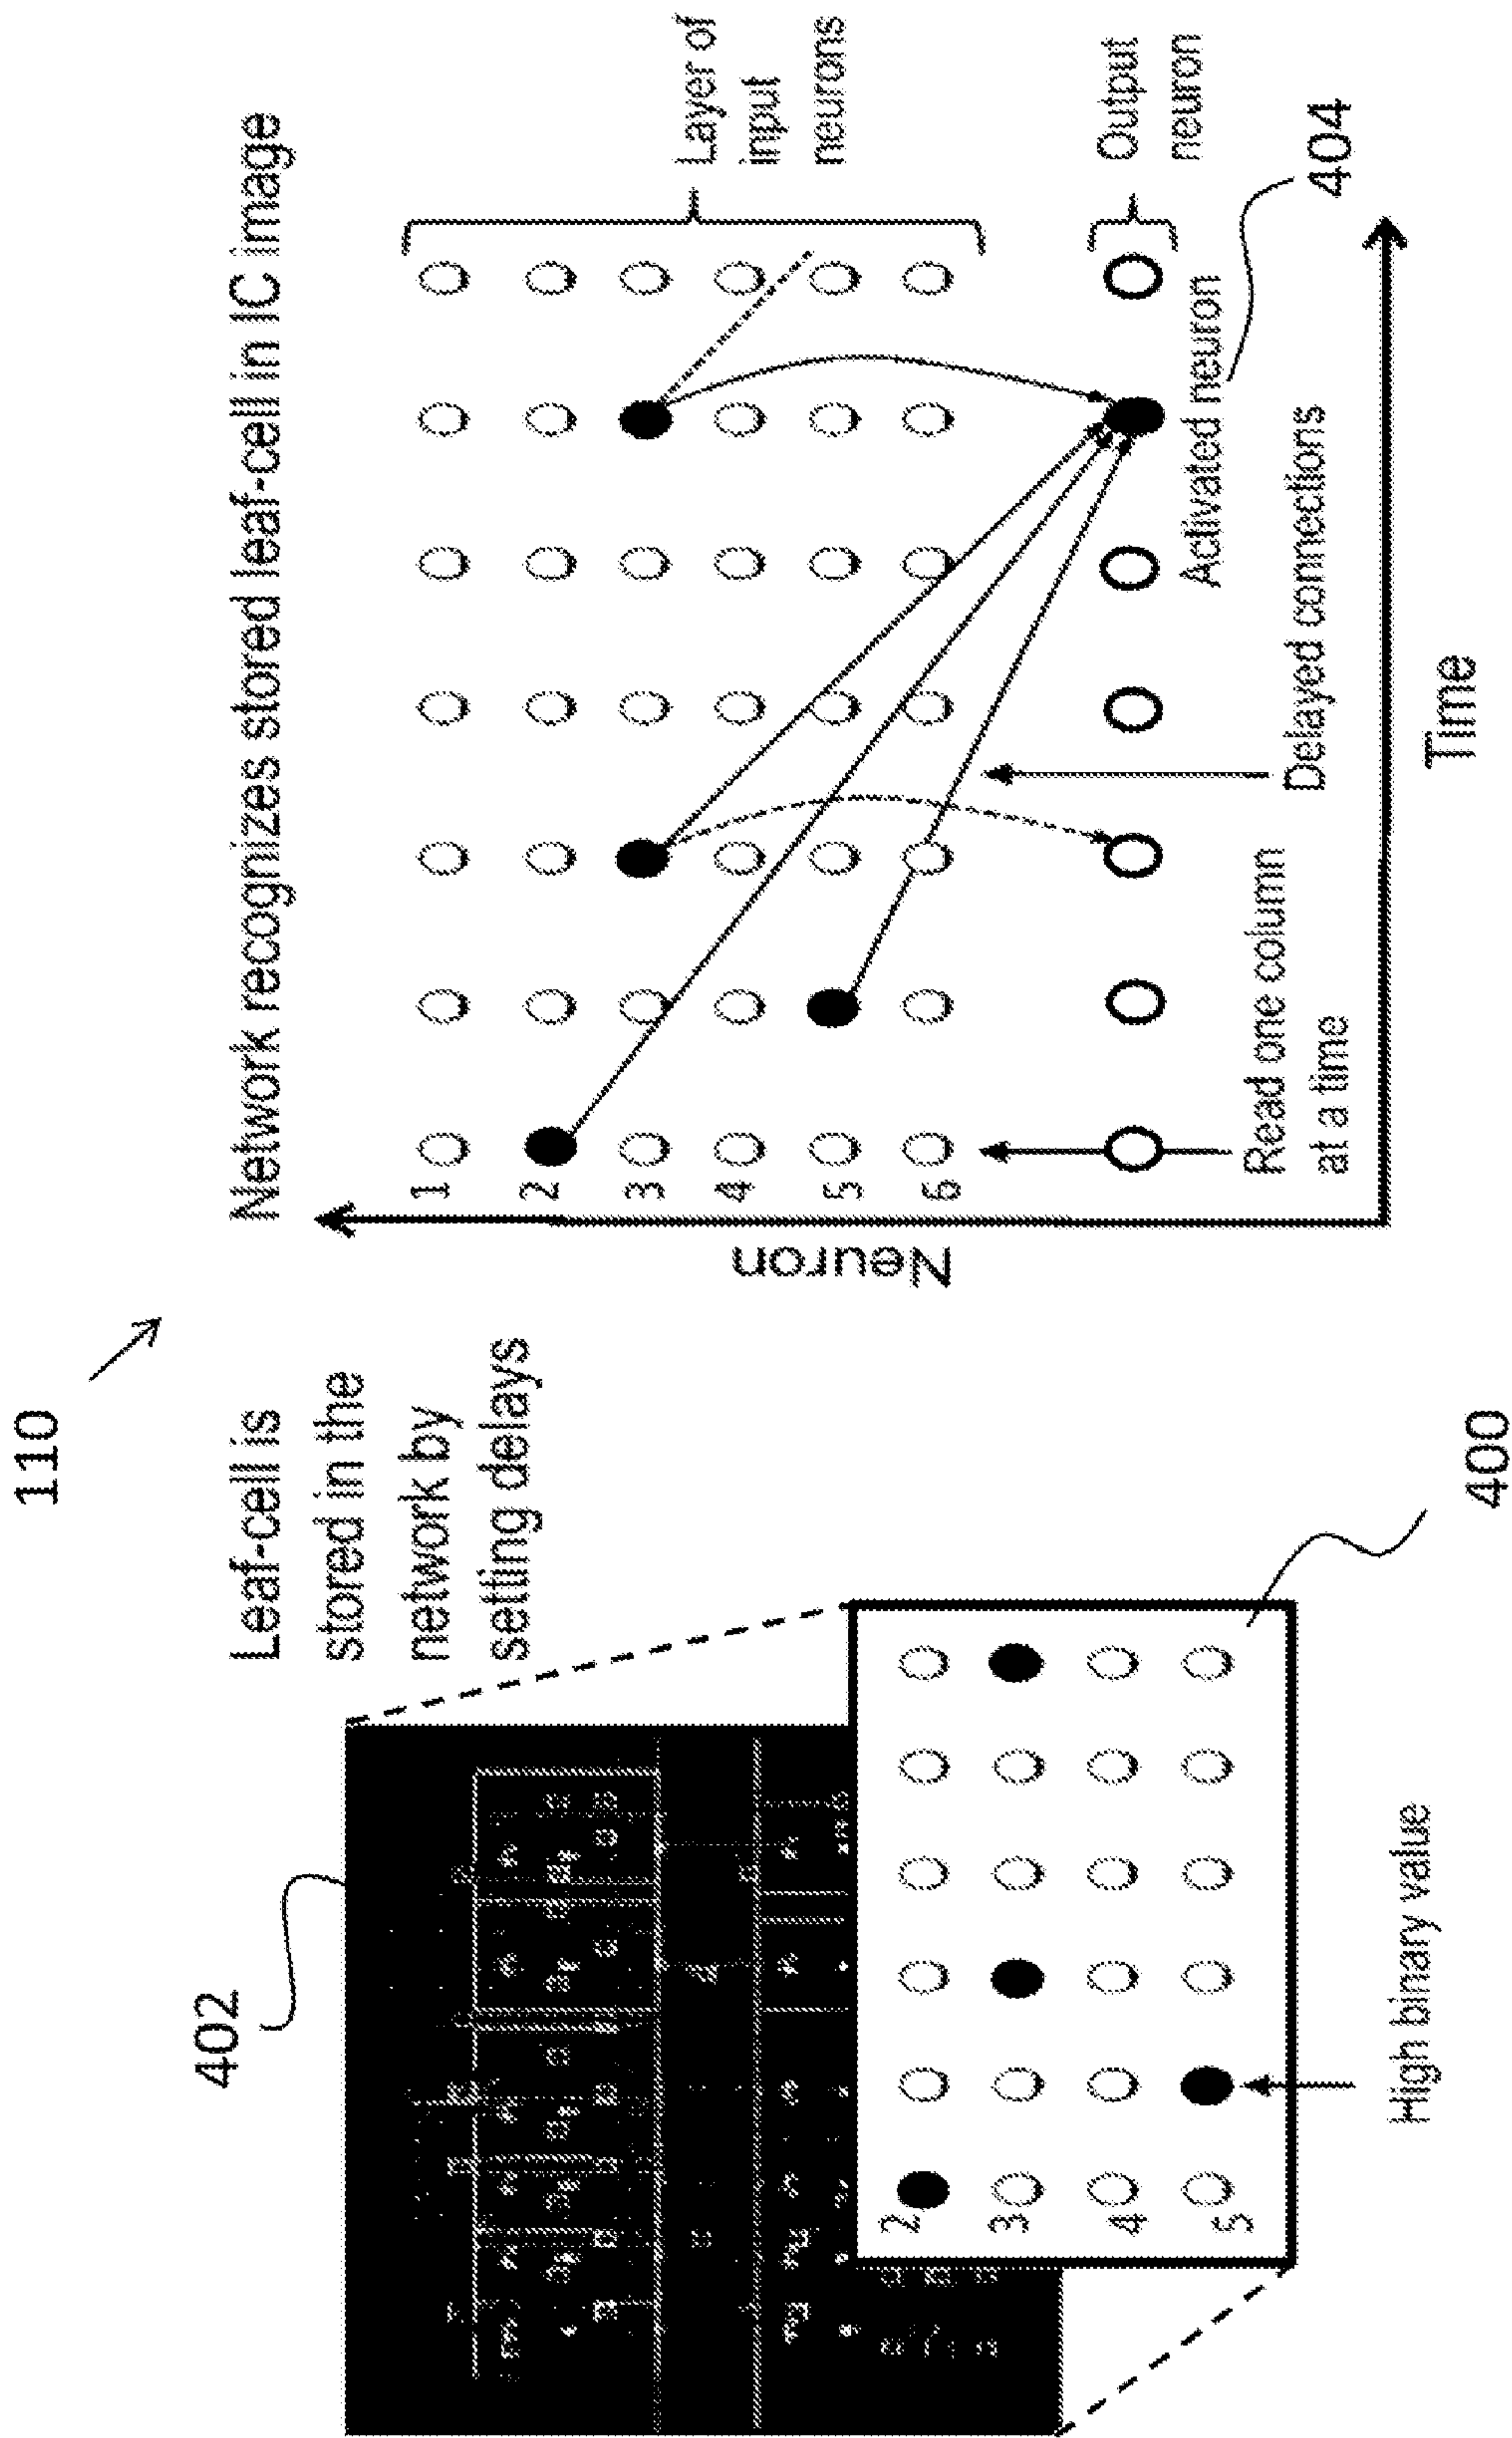 110
402
Leaf-cell is
stored in the
network by
setting delays
2
3
4
5
High binary value
400
Network recognizes stored leaf-cell in IC image
Neuron
1
2
3
4
5
6
Layer of
input
neurons
Output
neuron
Activated neuron
404
Read one column
at a time
Delayed connections
Time